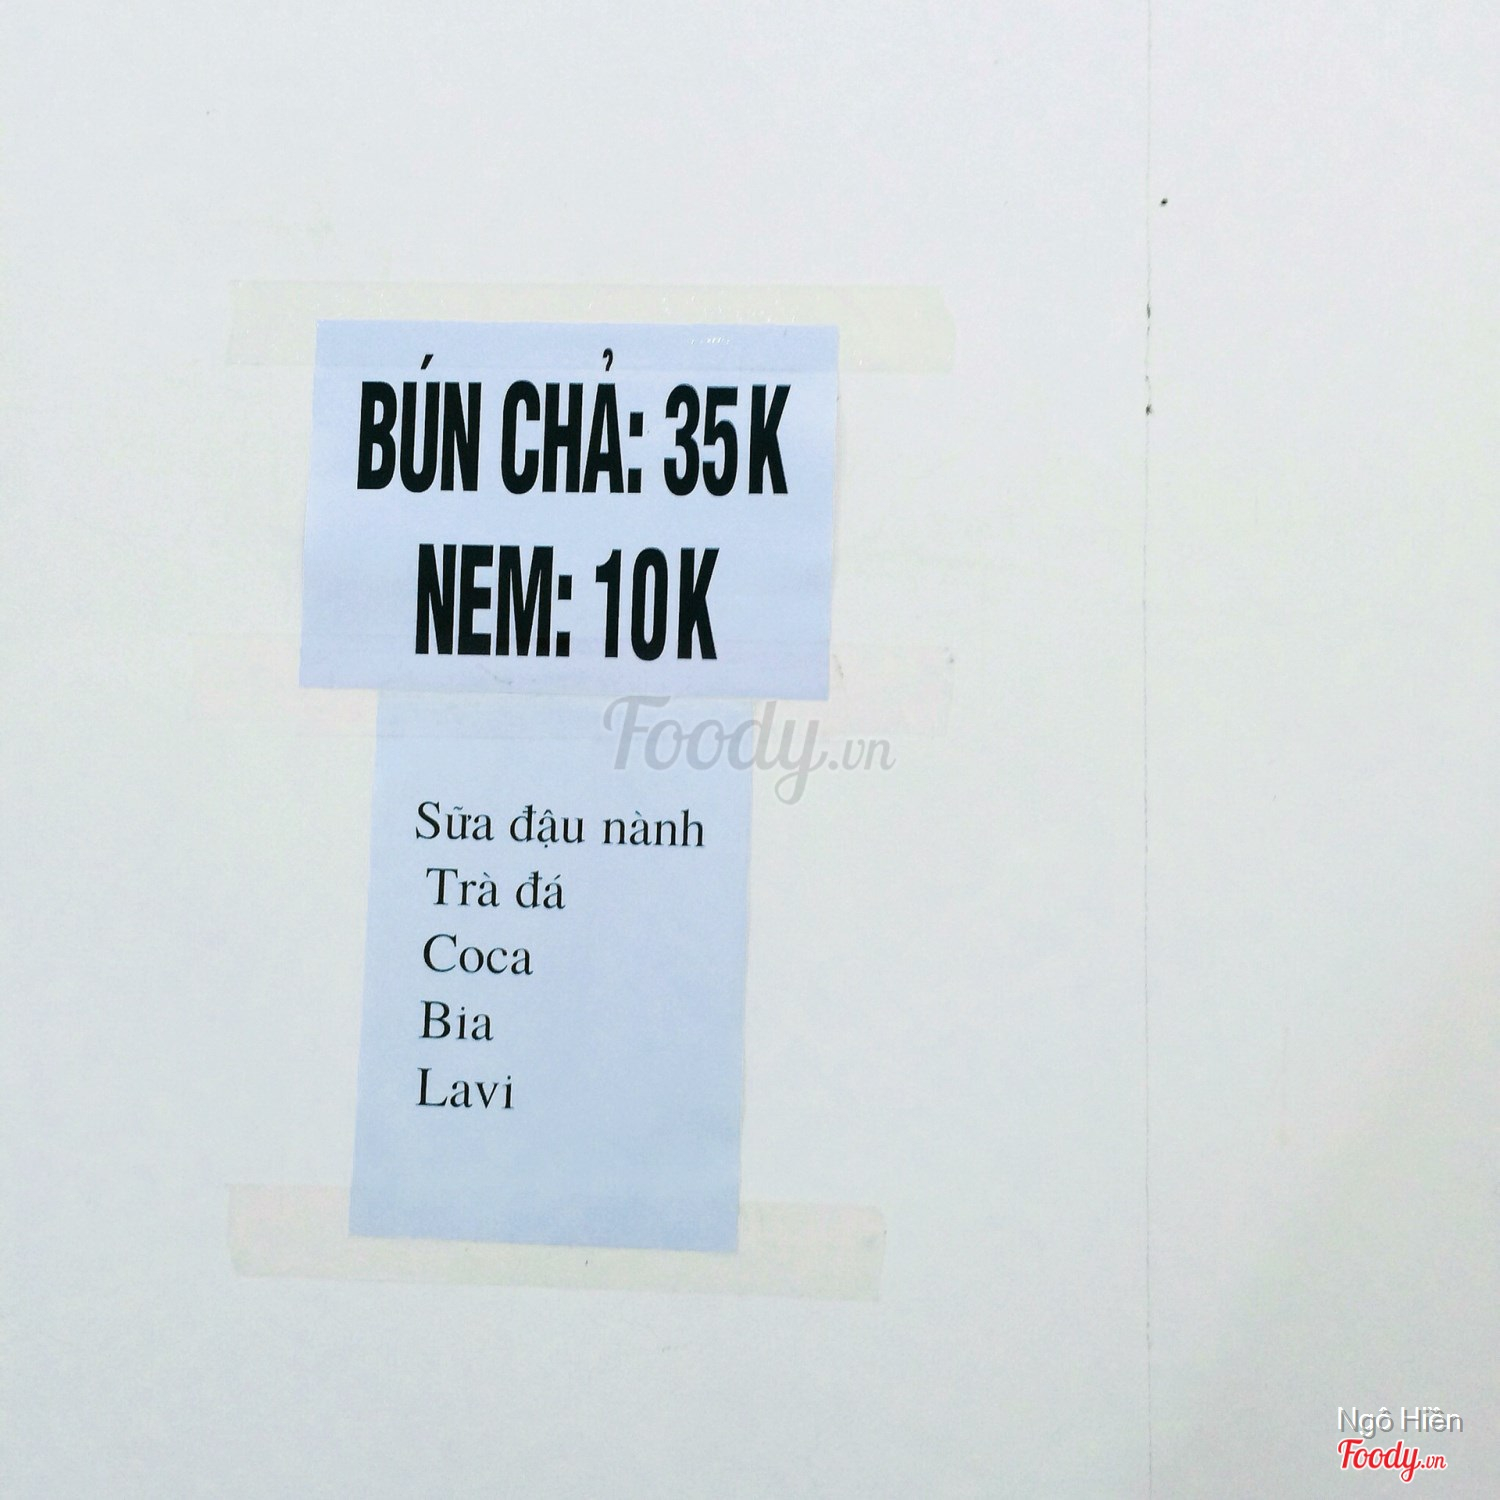 BÚN CHẢ: 35K
NEM: 10K
Foody.vn
Sữa đậu nành
Trà đá
Coca
Bia
Lavi
Ngô Hiền
Foody.vn